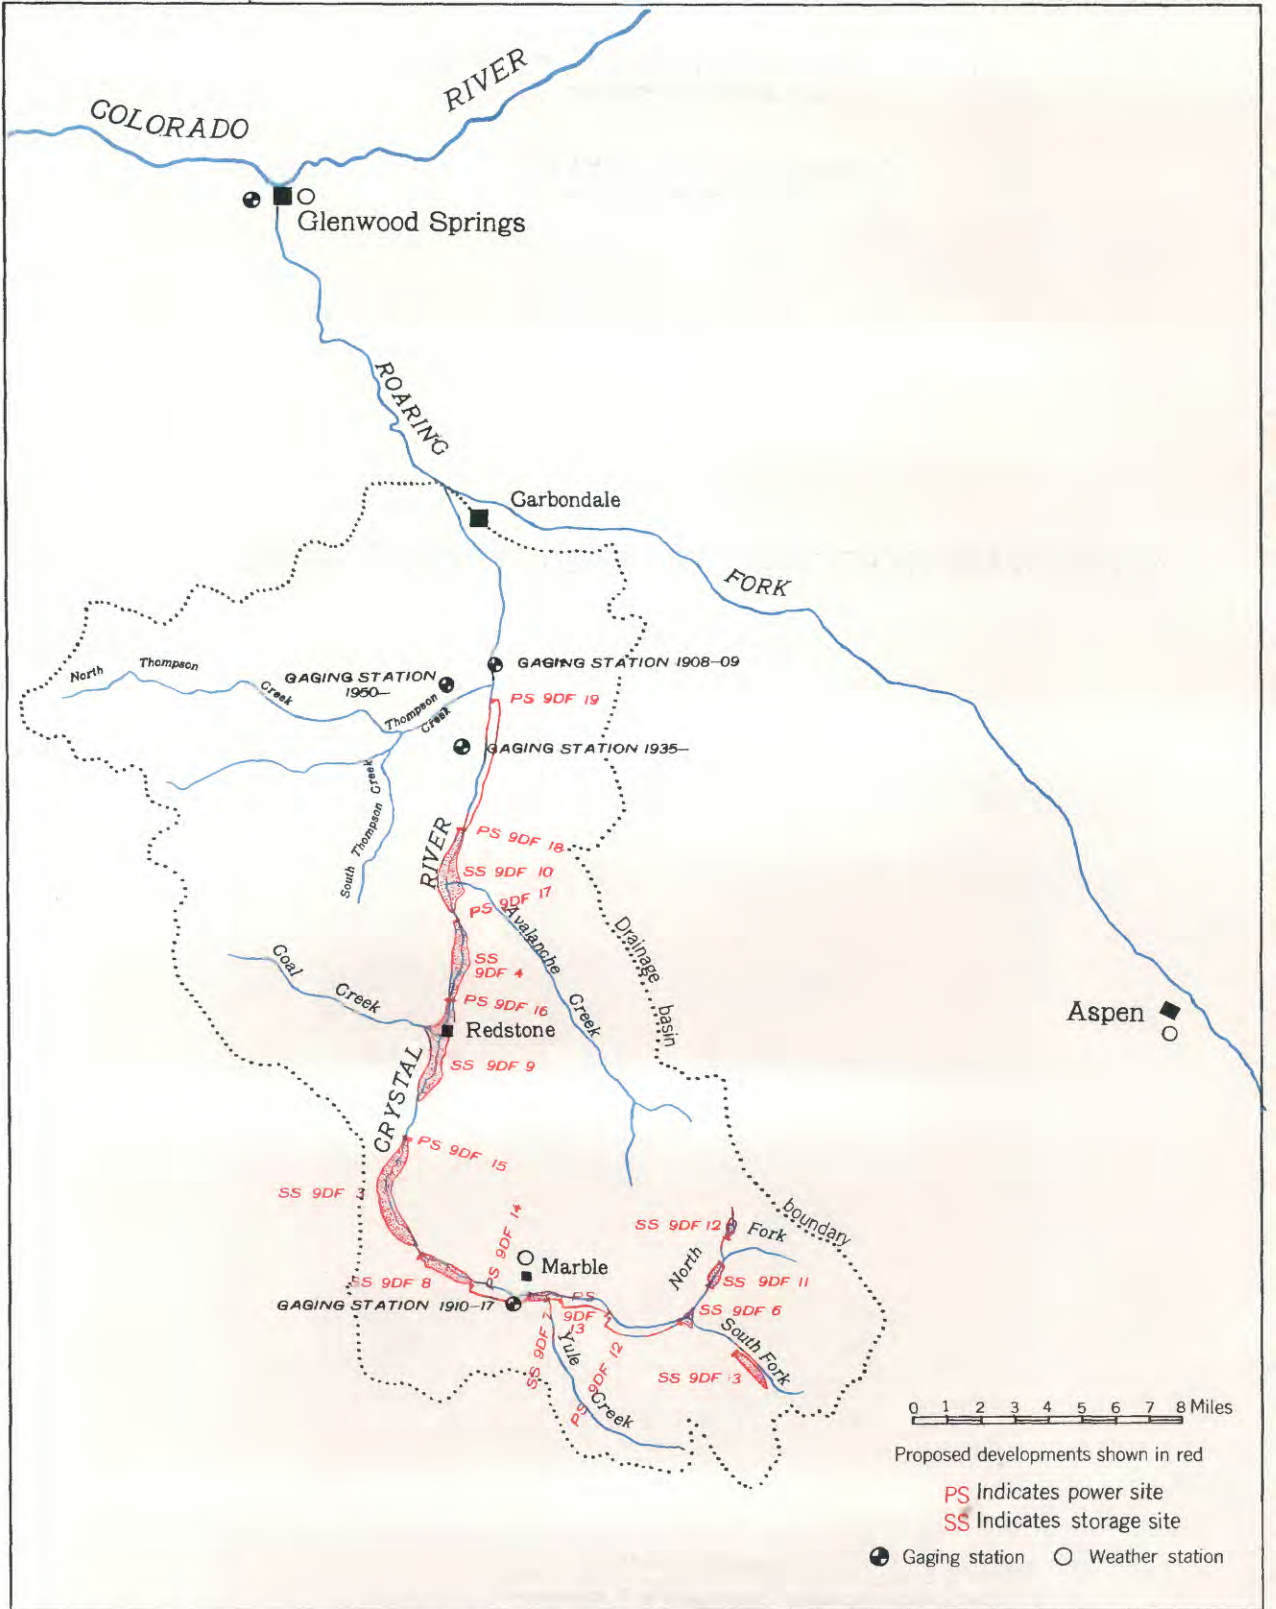 COLORADO
RIVER
Glenwood Springs
ROARING
Carbondale
FORK
North Thompson Creek
GAGING STATION
1950—
GAGING STATION 1908-09
Thompson Creek
PS 9DF 19
GAGING STATION 1935—
South Thompson Creek
RIVER
PS 9DF 18
SS 9DF 10
PS 9DF 17
Avalanche Creek
Drainage basin
Coal Creek
SS
9DF 4
PS 9DF 16
Redstone
Aspen
SS 9DF 9
CRYSTAL
PS 9DF 15
SS 9DF 3
PS 9DF 14
SS 9DF 12
boundary
North Fork
Marble
SS 9DF 8
SS 9DF 11
GAGING STATION 1910-17
PS
9DF
13
SS 9DF 6
SS 9DF 7
Yule Creek
PS 9DF 12
South Fork
SS 9DF 13
0 1 2 3 4 5 6 7 8 Miles
Proposed developments shown in red
PS Indicates power site
SS Indicates storage site
Gaging station
Weather station